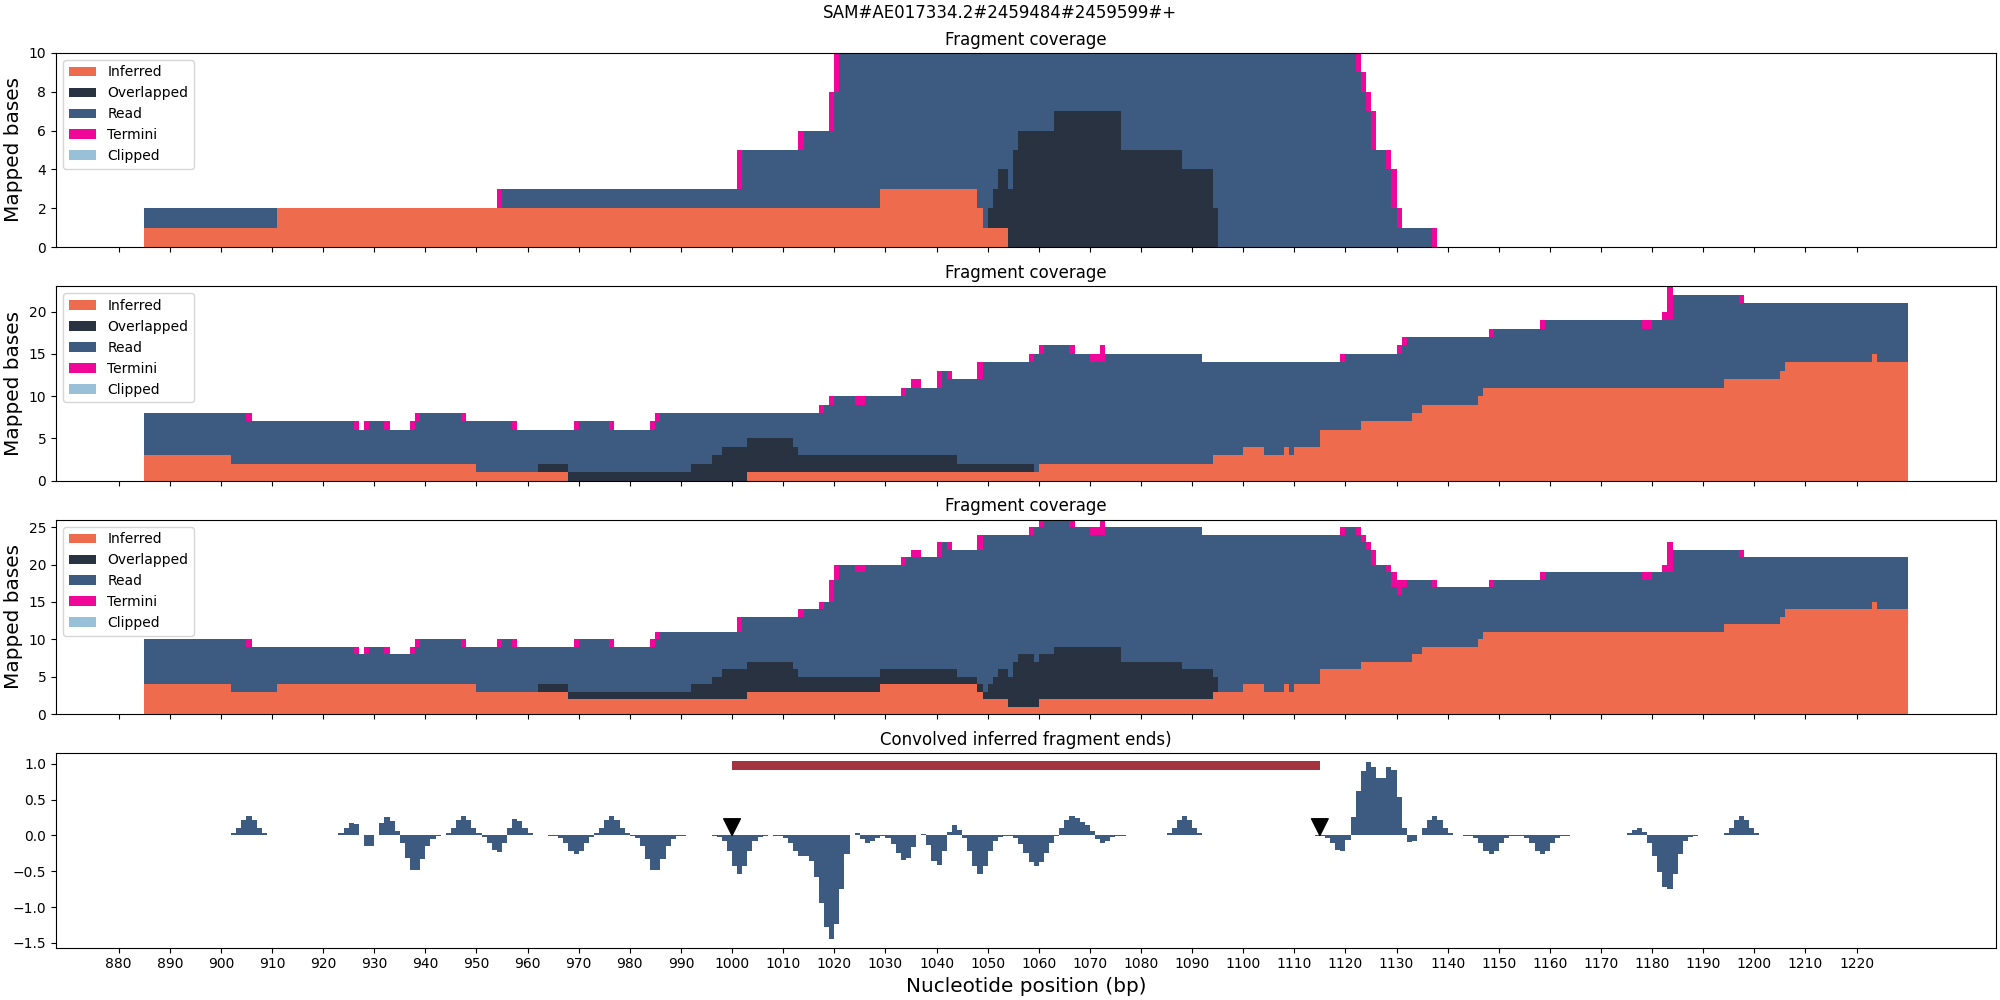 SAM#AE017334.2#2459484#2459599#+
Fragment coverage
Mapped bases
10
8
6
4
2
0
Inferred
Overlapped
Read
Termini
Clipped
Fragment coverage
Mapped bases
20
15
10
5
0
Inferred
Overlapped
Read
Termini
Clipped
Fragment coverage
Mapped bases
25
20
15
10
5
0
Inferred
Overlapped
Read
Termini
Clipped
Convolved inferred fragment ends)
1.0
0.5
0.0
−0.5
−1.0
−1.5
880 890 900 910 920 930 940 950 960 970 980 990 1000 1010 1020 1030 1040 1050 1060 1070 1080 1090 1100 1110 1120 1130 1140 1150 1160 1170 1180 1190 1200 1210 1220
Nucleotide position (bp)